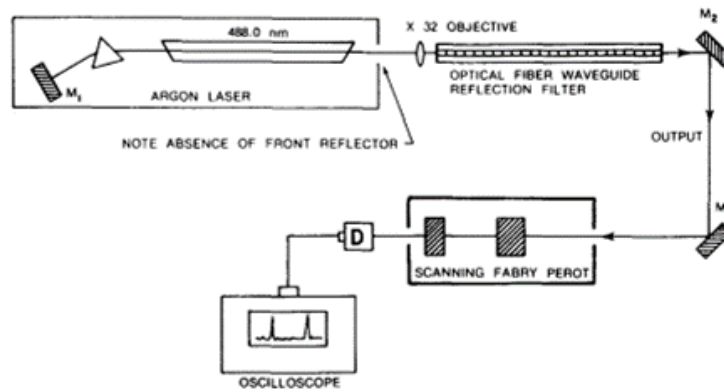 488.0 nm
M₁
ARGON LASER
NOTE ABSENCE OF FRONT REFLECTOR
X 32 OBJECTIVE
OPTICAL FIBER WAVEGUIDE
REFLECTION FILTER
M₂
OUTPUT
M
SCANNING FABRY PEROT
D
OSCILLOSCOPE